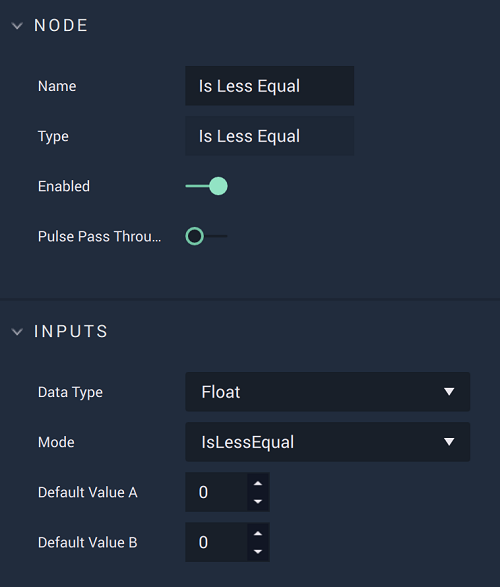 NODE
Name Is Less Equal
Type Is Less Equal
Enabled
Pulse Pass Throu...
INPUTS
Data Type Float
Mode IsLessEqual
Default Value A 0
Default Value B 0